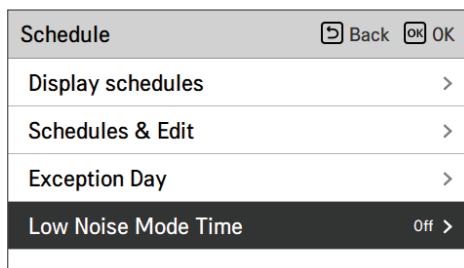 Schedule Back OK OK
Display schedules >
Schedules & Edit >
Exception Day >
Low Noise Mode Time Off >